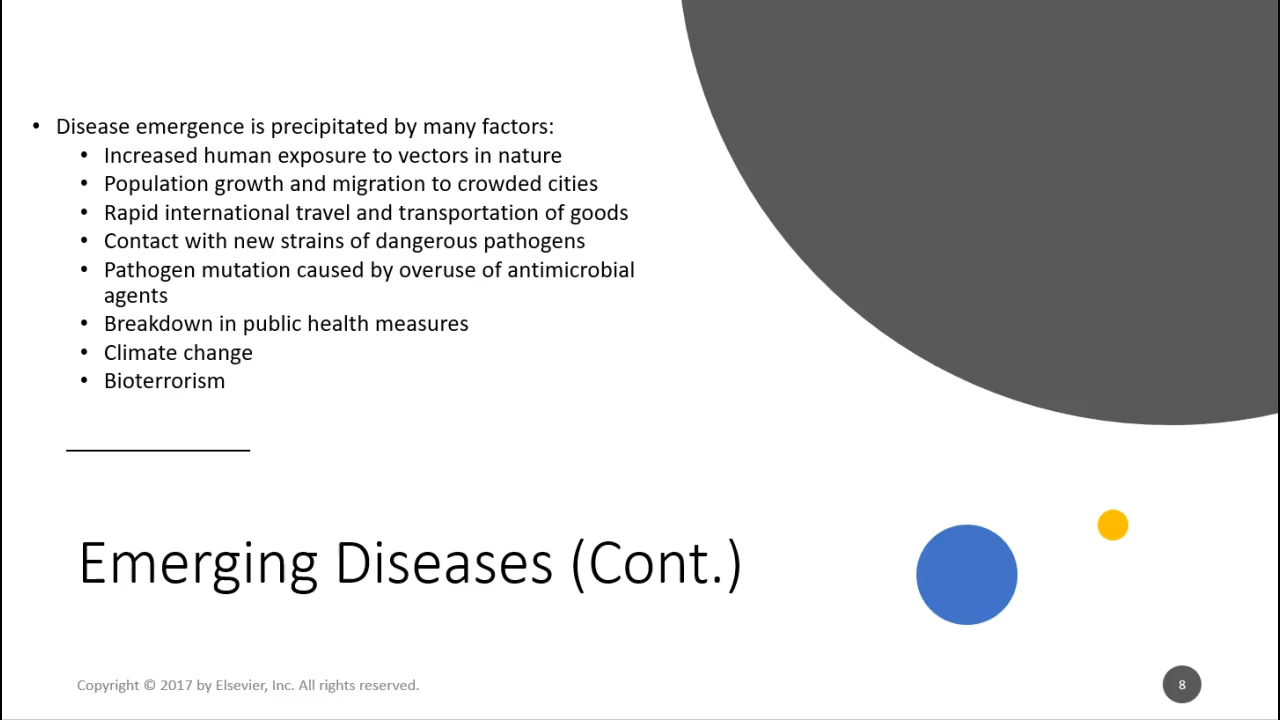 • Disease emergence is precipitated by many factors:
• Increased human exposure to vectors in nature
• Population growth and migration to crowded cities
• Rapid international travel and transportation of goods
• Contact with new strains of dangerous pathogens
• Pathogen mutation caused by overuse of antimicrobial
agents
• Breakdown in public health measures
• Climate change
• Bioterrorism
Emerging Diseases (Cont.)
Copyright © 2017 by Elsevier, Inc. All rights reserved.
8